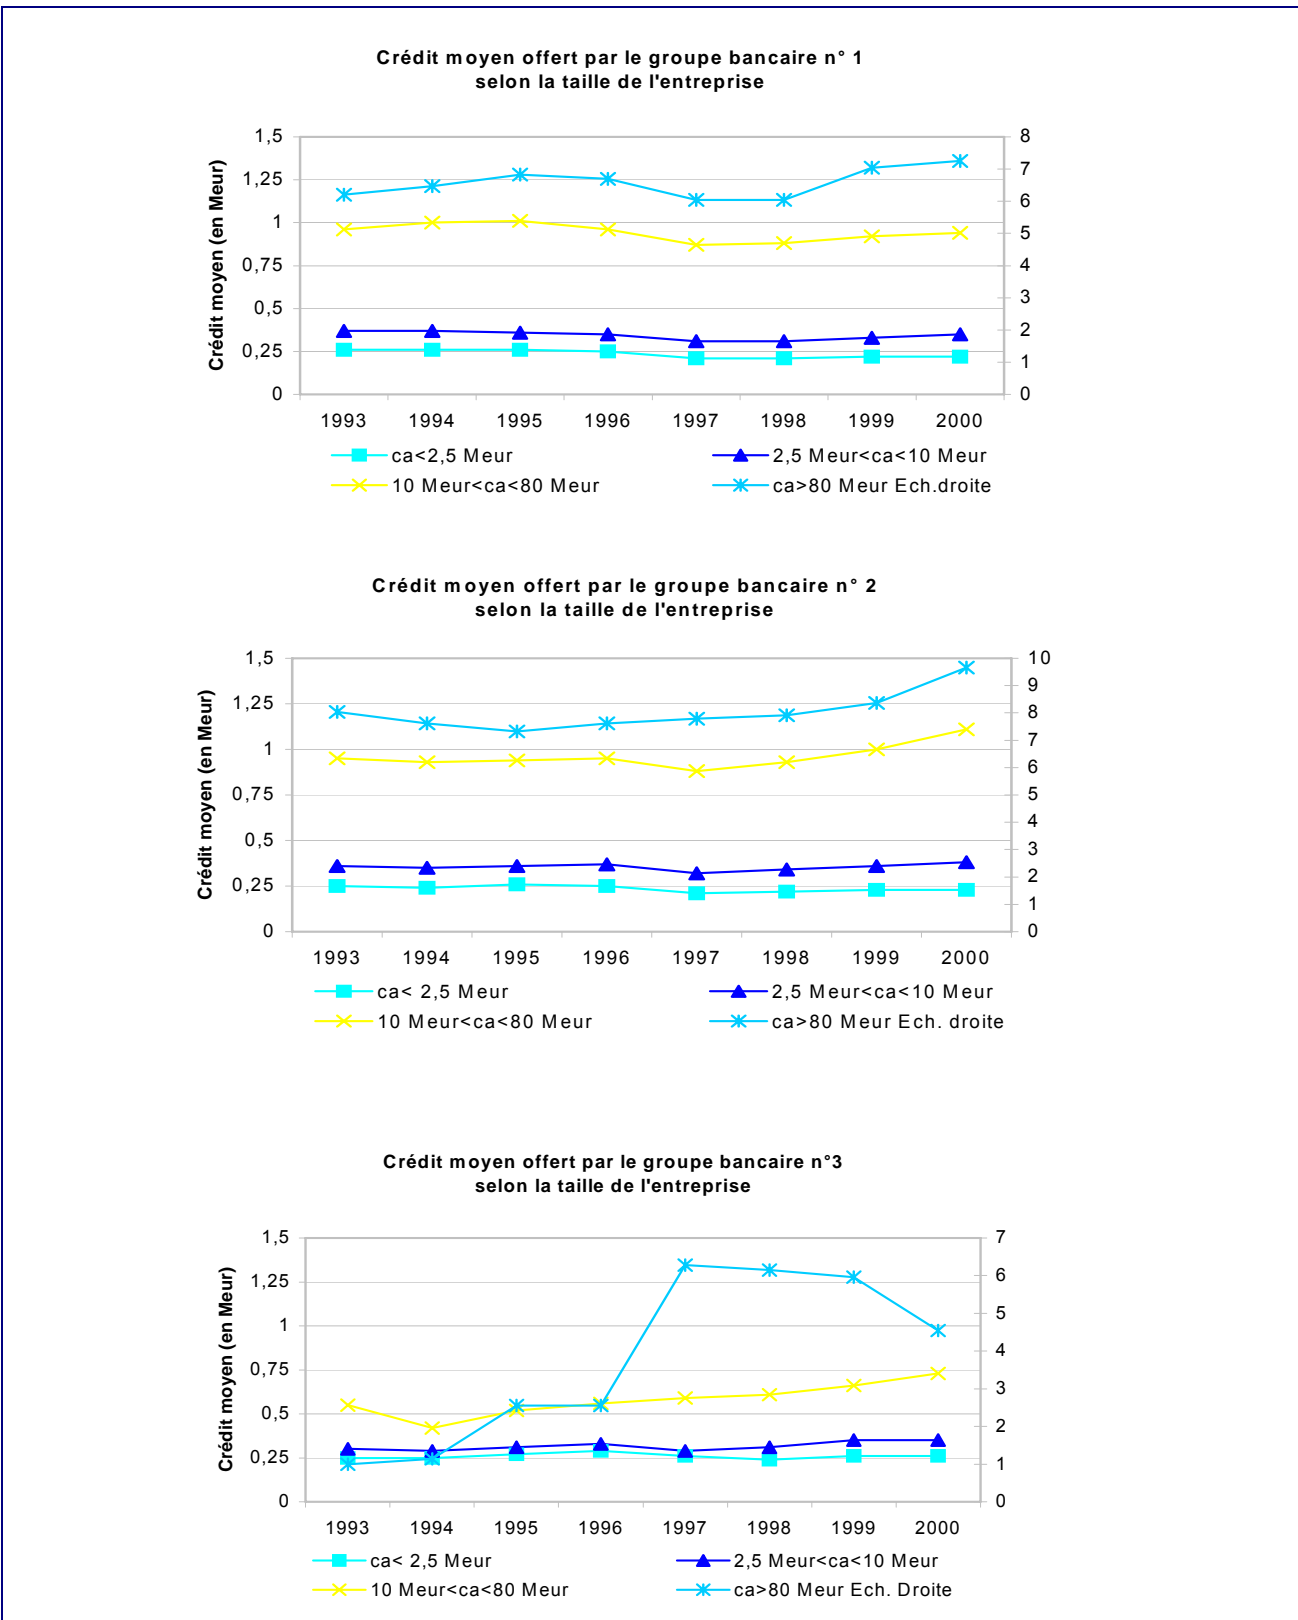 Crédit moyen offert par le groupe bancaire n° 1
selon la taille de l'entreprise
Crédit moyen (en Meur)
1,5
1,25
1
0,75
0,5
0,25
0
8
7
6
5
4
3
2
1
0
1993 1994 1995 1996 1997 1998 1999 2000
ca<2,5 Meur 2,5 Meur<ca<10 Meur
10 Meur<ca<80 Meur ca>80 Meur Ech.droite
Crédit moyen offert par le groupe bancaire n° 2
selon la taille de l'entreprise
Crédit moyen (en Meur)
1,5
1,25
1
0,75
0,5
0,25
0
10
9
8
7
6
5
4
3
2
1
0
1993 1994 1995 1996 1997 1998 1999 2000
ca< 2,5 Meur 2,5 Meur<ca<10 Meur
10 Meur<ca<80 Meur ca>80 Meur Ech. droite
Crédit moyen offert par le groupe bancaire n°3
selon la taille de l'entreprise
Crédit moyen (en Meur)
1,5
1,25
1
0,75
0,5
0,25
0
7
6
5
4
3
2
1
0
1993 1994 1995 1996 1997 1998 1999 2000
ca< 2,5 Meur 2,5 Meur<ca<10 Meur
10 Meur<ca<80 Meur ca>80 Meur Ech. Droite